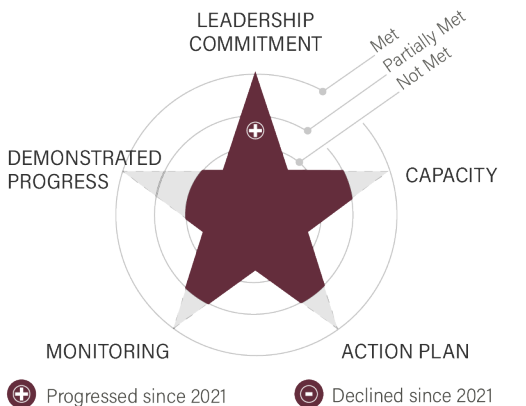 LEADERSHIP
COMMITMENT
Met
Partially Met
Not Met
DEMONSTRATED
PROGRESS
CAPACITY
MONITORING
ACTION PLAN
Progressed since 2021
Declined since 2021